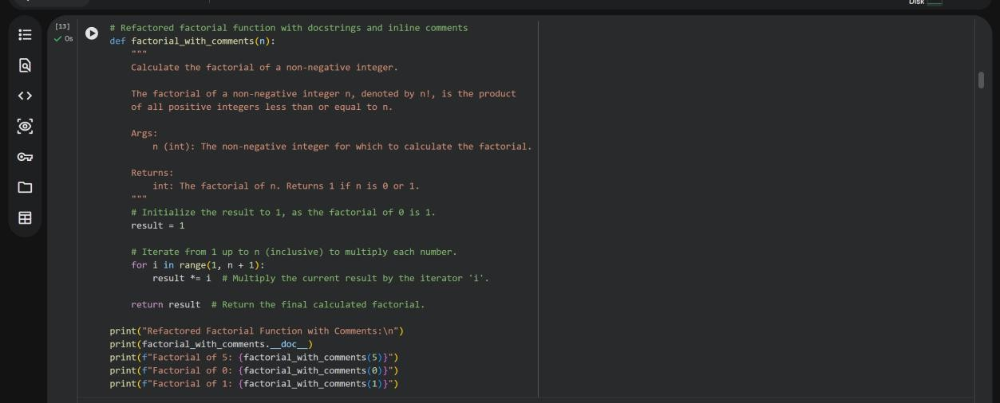 Disk
[13]
0s
# Refactored factorial function with docstrings and inline comments
def factorial_with_comments(n):
    """
    Calculate the factorial of a non-negative integer.

    The factorial of a non-negative integer n, denoted by n!, is the product
    of all positive integers less than or equal to n.

    Args:
        n (int): The non-negative integer for which to calculate the factorial.

    Returns:
        int: The factorial of n. Returns 1 if n is 0 or 1.
    """
    # Initialize the result to 1, as the factorial of 0 is 1.
    result = 1

    # Iterate from 1 up to n (inclusive) to multiply each number.
    for i in range(1, n + 1):
        result *= i  # Multiply the current result by the iterator 'i'.

    return result  # Return the final calculated factorial.

print("Refactored Factorial Function with Comments:\n")
print(factorial_with_comments.__doc__)
print(f"Factorial of 5: {factorial_with_comments(5)}")
print(f"Factorial of 0: {factorial_with_comments(0)}")
print(f"Factorial of 1: {factorial_with_comments(1)}")